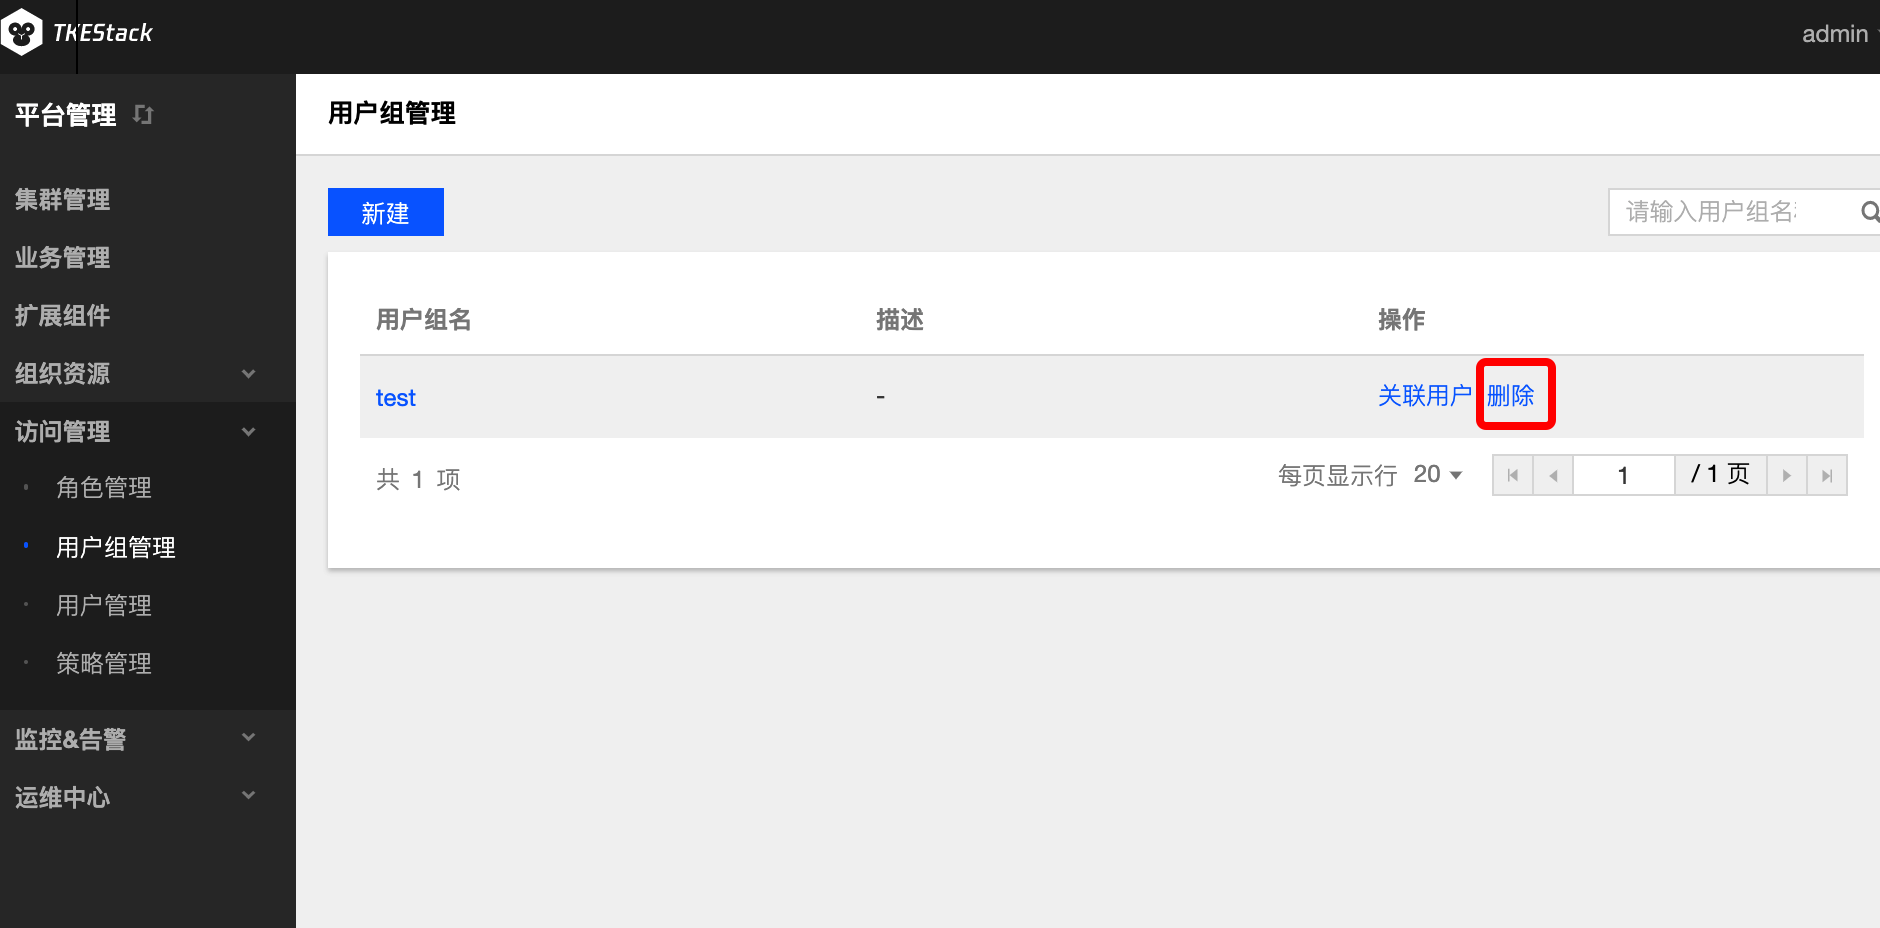 TKEStack
admin
平台管理
用户组管理
集群管理
业务管理
扩展组件
组织资源
访问管理
角色管理
用户组管理
用户管理
策略管理
监控&告警
运维中心
新建
请输入用户组名
用户组名 描述 操作
test - 关联用户 删除
共 1 项 每页显示行 20 1 / 1 页